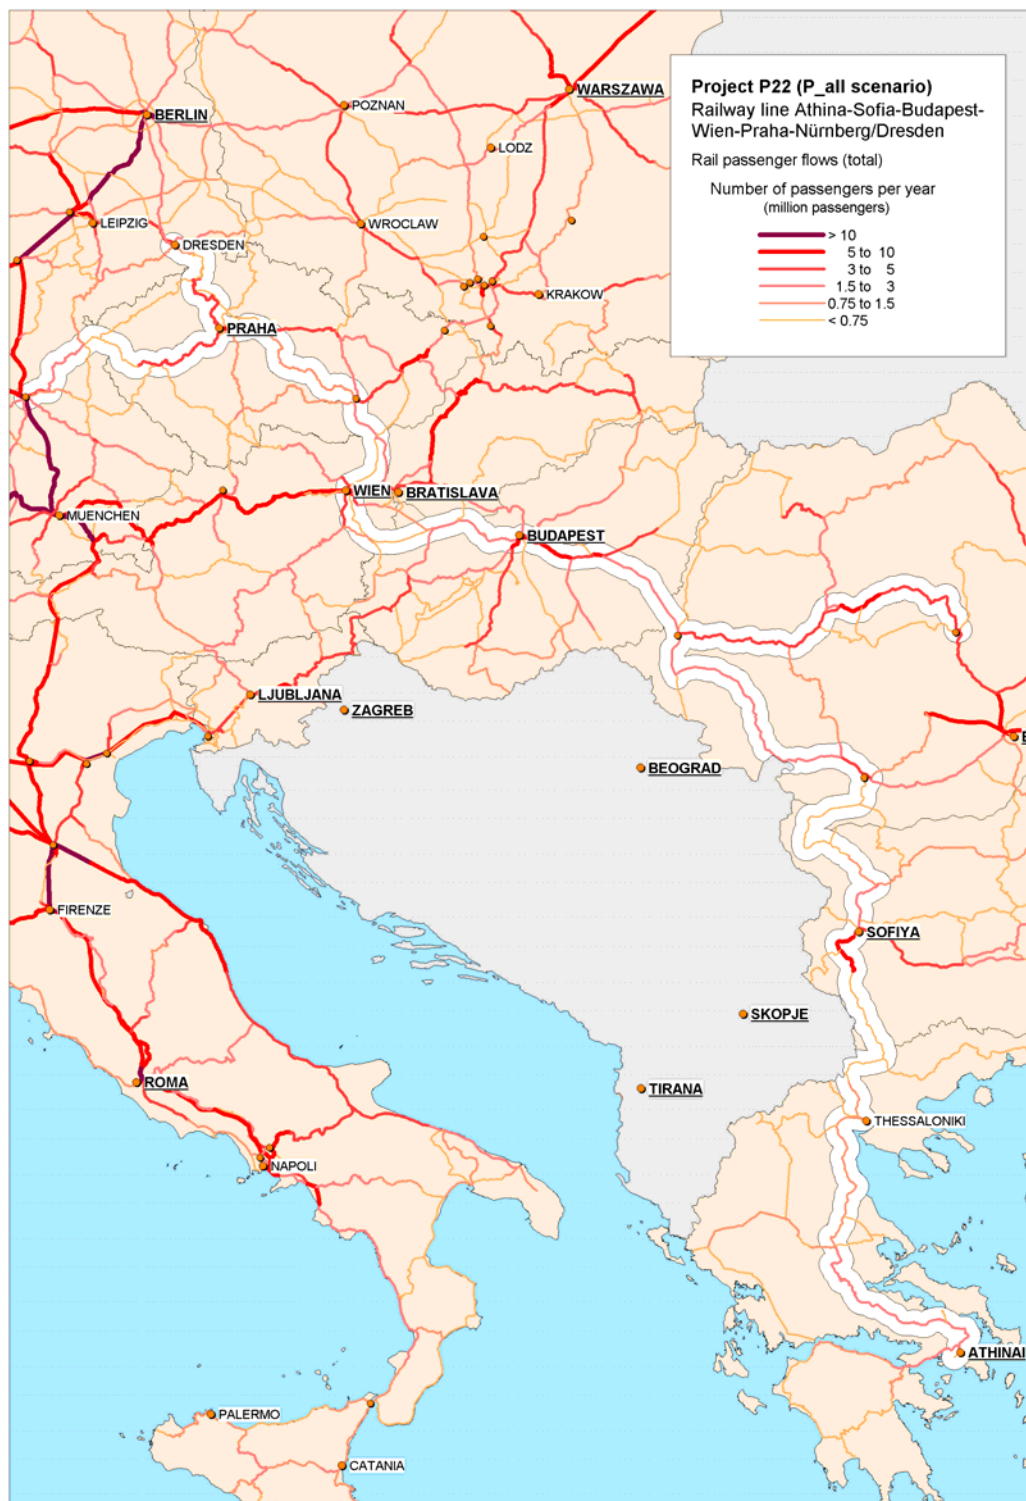 Project P22 (P_all scenario)
Railway line Athina-Sofia-Budapest-
Wien-Praha-Nürnberg/Dresden
Rail passenger flows (total)
Number of passengers per year
(million passengers)
> 10
5 to 10
3 to 5
1.5 to 3
0.75 to 1.5
< 0.75
WARSZAWA
POZNAN
BERLIN
LODZ
LEIPZIG
WROCLAW
DRESDEN
KRAKOW
PRAHA
WIEN
BRATISLAVA
MUENCHEN
BUDAPEST
LJUBLJANA
ZAGREB
BEOGRAD
FIRENZE
SOFIYA
SKOPJE
ROMA
TIRANA
THESSALONIKI
NAPOLI
ATHINAI
PALERMO
CATANIA